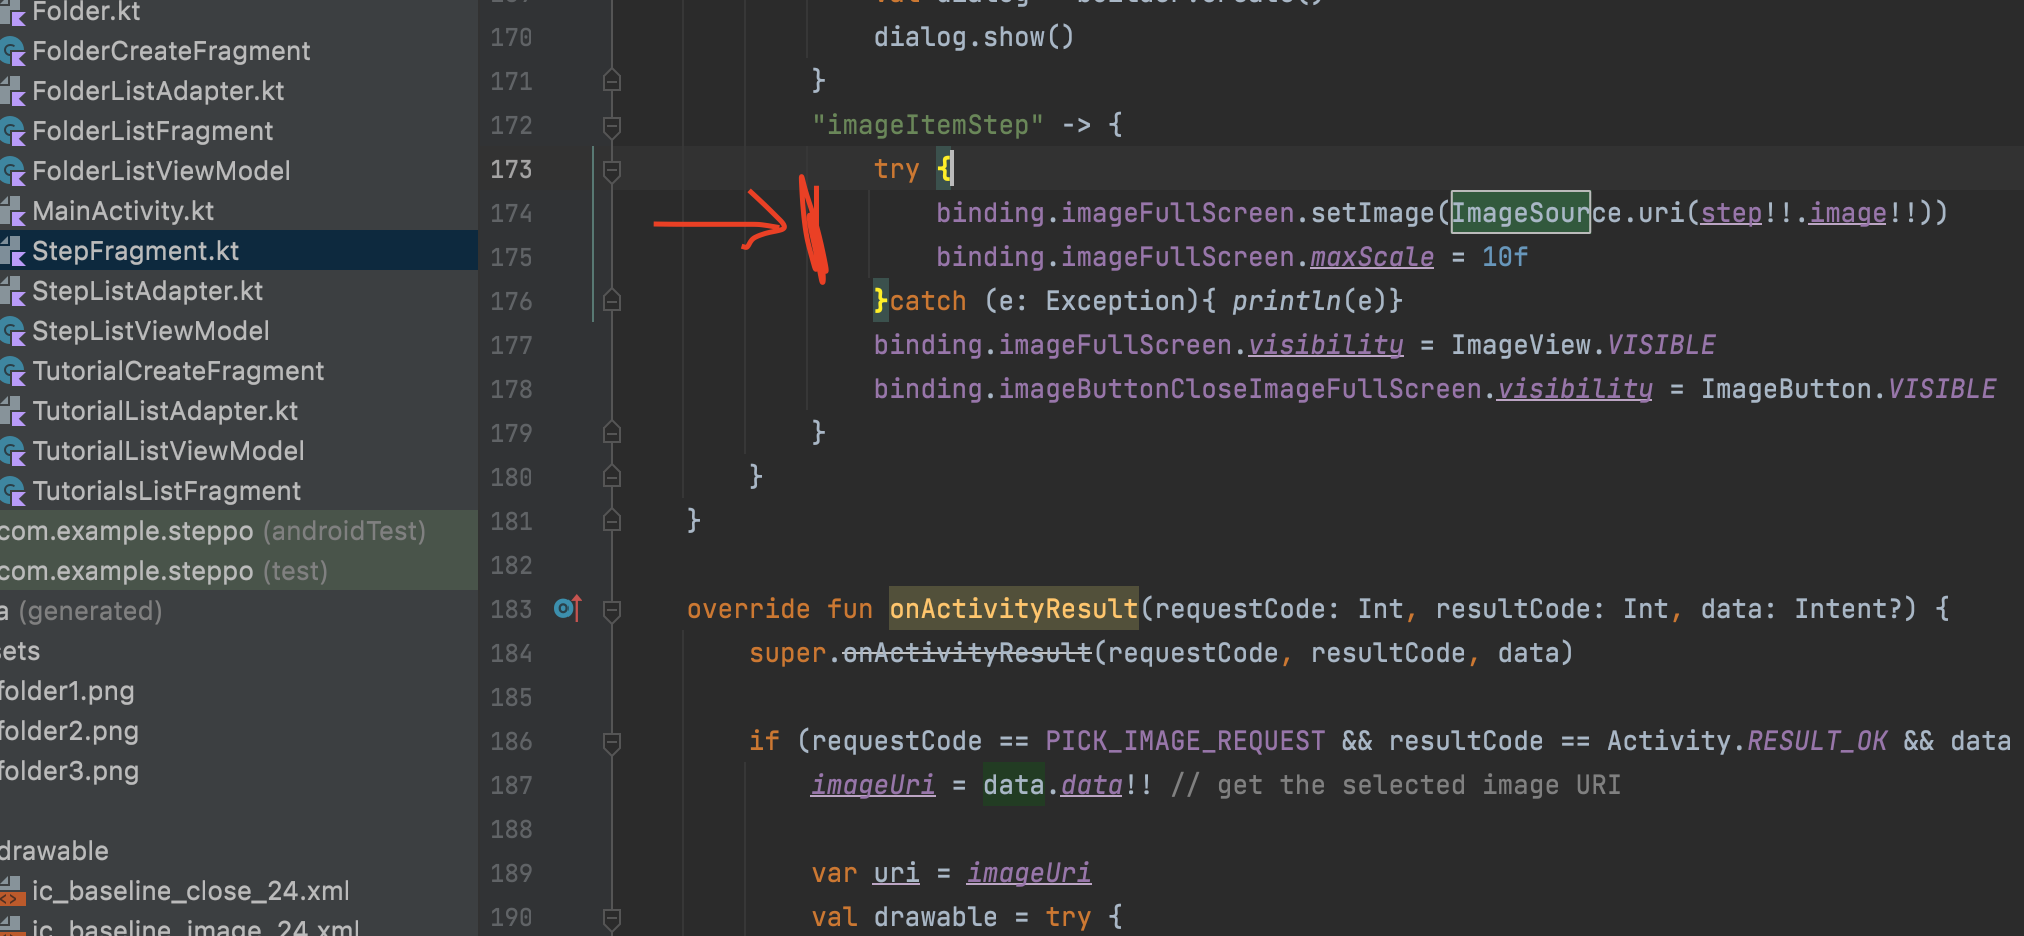 Folder.kt
FolderCreateFragment
FolderListAdapter.kt
FolderListFragment
FolderListViewModel
MainActivity.kt
StepFragment.kt
StepListAdapter.kt
StepListViewModel
TutorialCreateFragment
TutorialListAdapter.kt
TutorialListViewModel
TutorialsListFragment
com.example.steppo (androidTest)
com.example.steppo (test)
a (generated)
sets
folder1.png
folder2.png
folder3.png
drawable
ic_baseline_close_24.xml
ic_baseline_image_24.xml
170 dialog.show()
171 }
172 "imageItemStep" -> {
173 try {
174 binding.imageFullScreen.setImage(ImageSource.uri(step!!.image!!))
175 binding.imageFullScreen.maxScale = 10f
176 }catch (e: Exception){ println(e)}
177 binding.imageFullScreen.visibility = ImageView.VISIBLE
178 binding.imageButtonCloseImageFullScreen.visibility = ImageButton.VISIBLE
179 }
180 }
181 }
182
183 override fun onActivityResult(requestCode: Int, resultCode: Int, data: Intent?) {
184 super.onActivityResult(requestCode, resultCode, data)
185
186 if (requestCode == PICK_IMAGE_REQUEST && resultCode == Activity.RESULT_OK && data
187 imageUri = data.data!! // get the selected image URI
188
189 var uri = imageUri
190 val drawable = try {